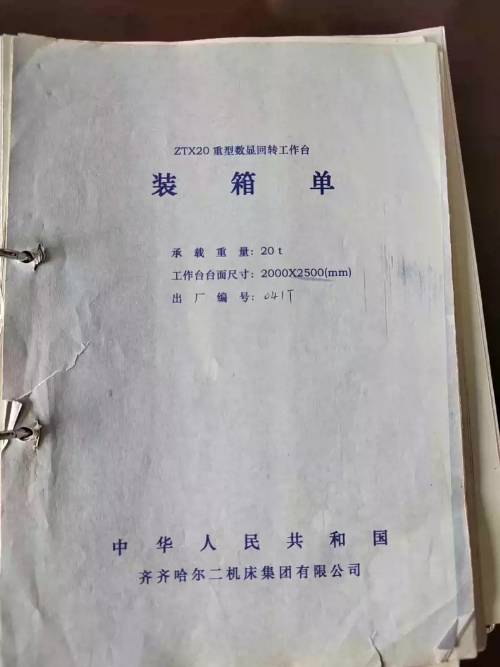 ZTX20 重型数显回转工作台
装箱单
承载重量：20 t
工作台台面尺寸：2000X2500(mm)
出厂编号：041T
中华人民共和国
齐齐哈尔二机床集团有限公司